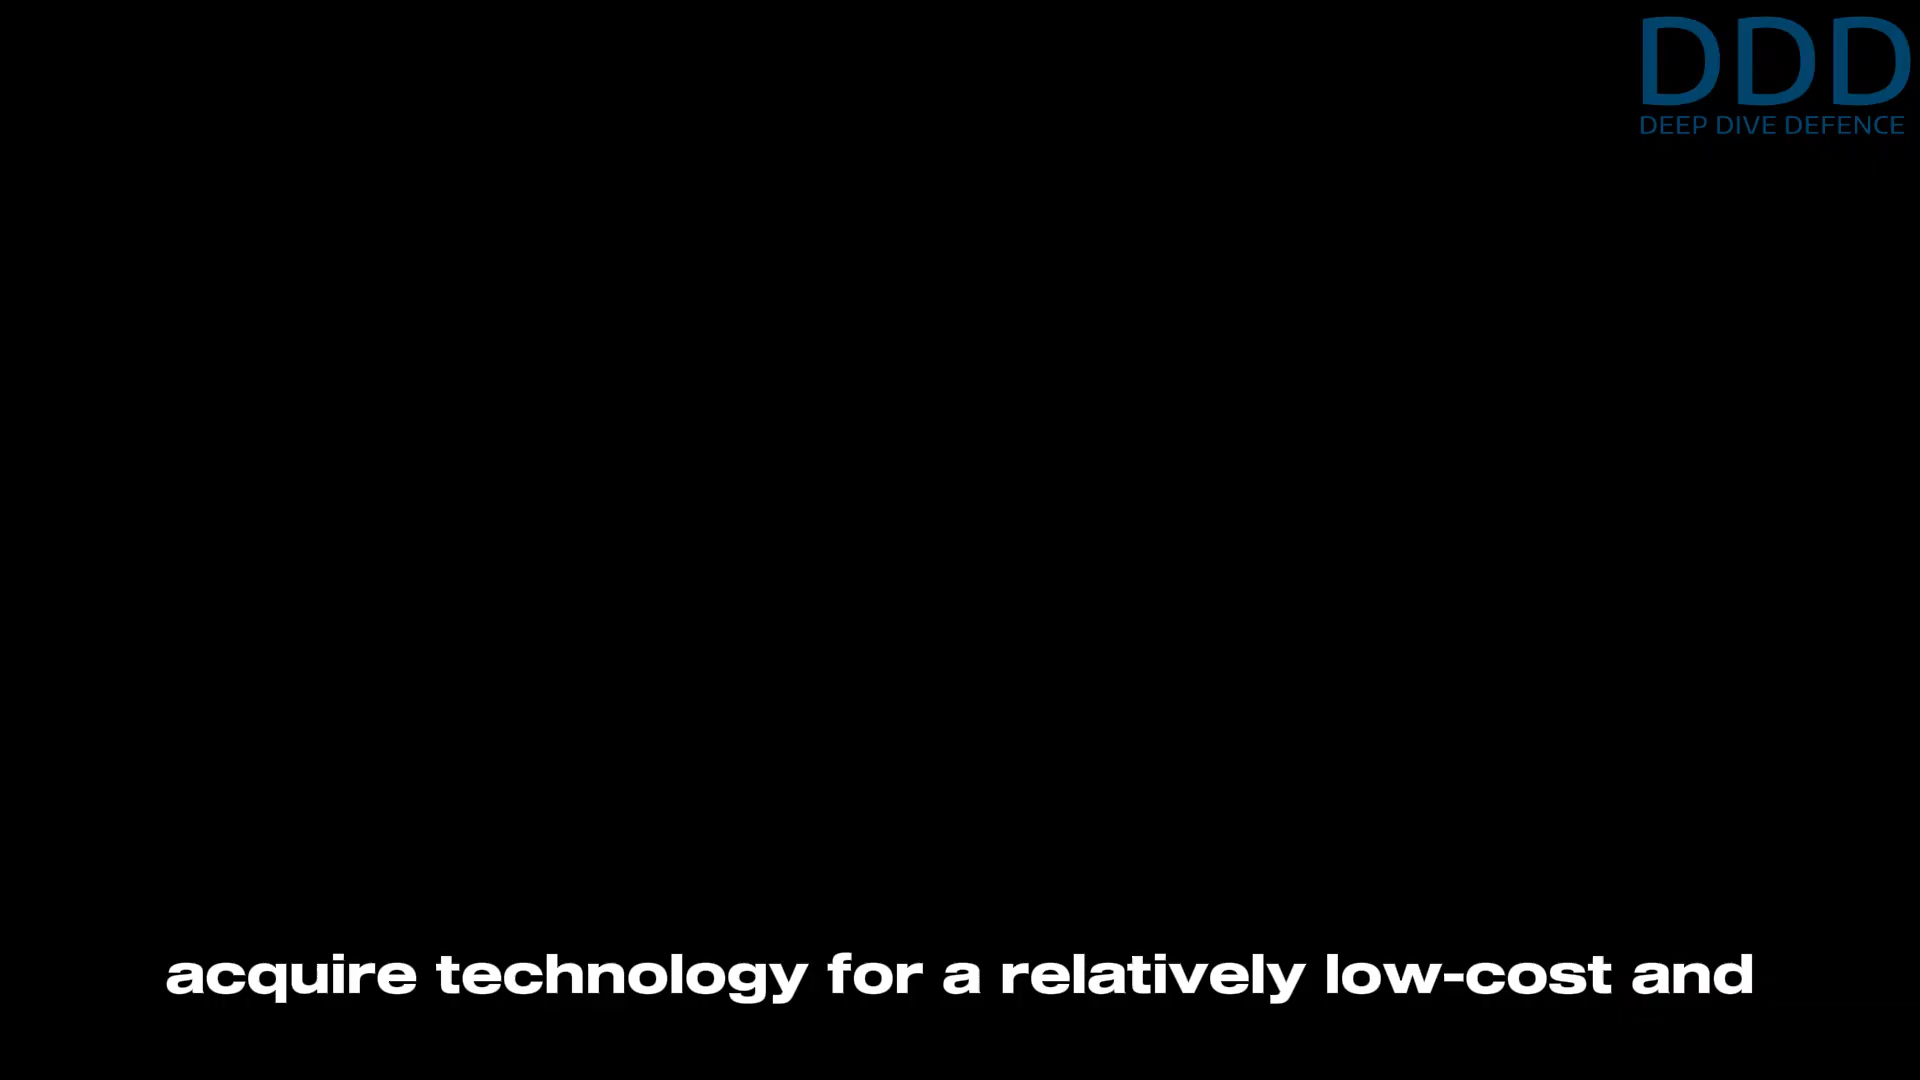 DDD
DEEP DIVE DEFENCE
acquire technology for a relatively low-cost and